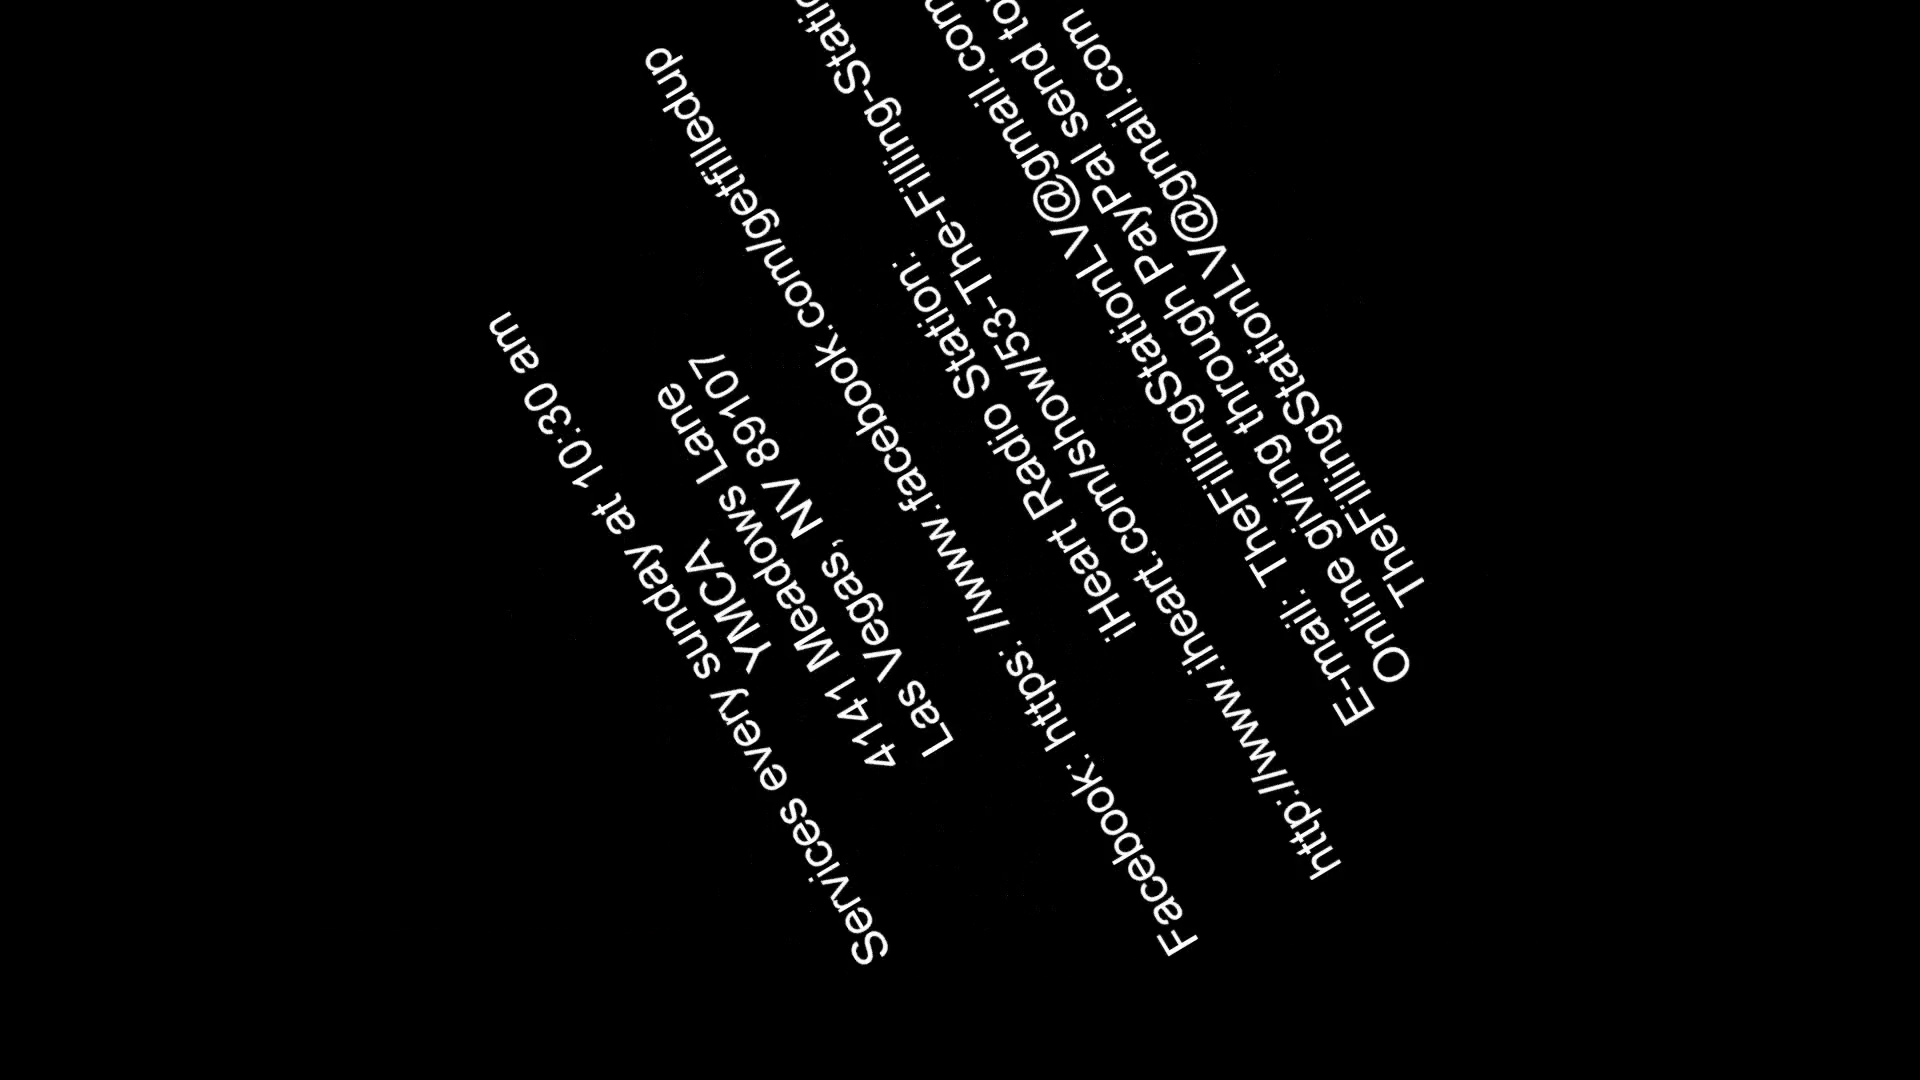 Services every sunday at 10:30 am
YMCA
4141 Meadows Lane
Las Vegas, NV 89107
Facebook: https: //www.facebook.com/getfilledup
iHeart Radio Station:
http://www.iheart.com/show/53-The-Filling-Statio
E-mail: TheFillingStationLV@gmail.com
Online giving through PayPal send to
TheFillingStationLV@gmail.com